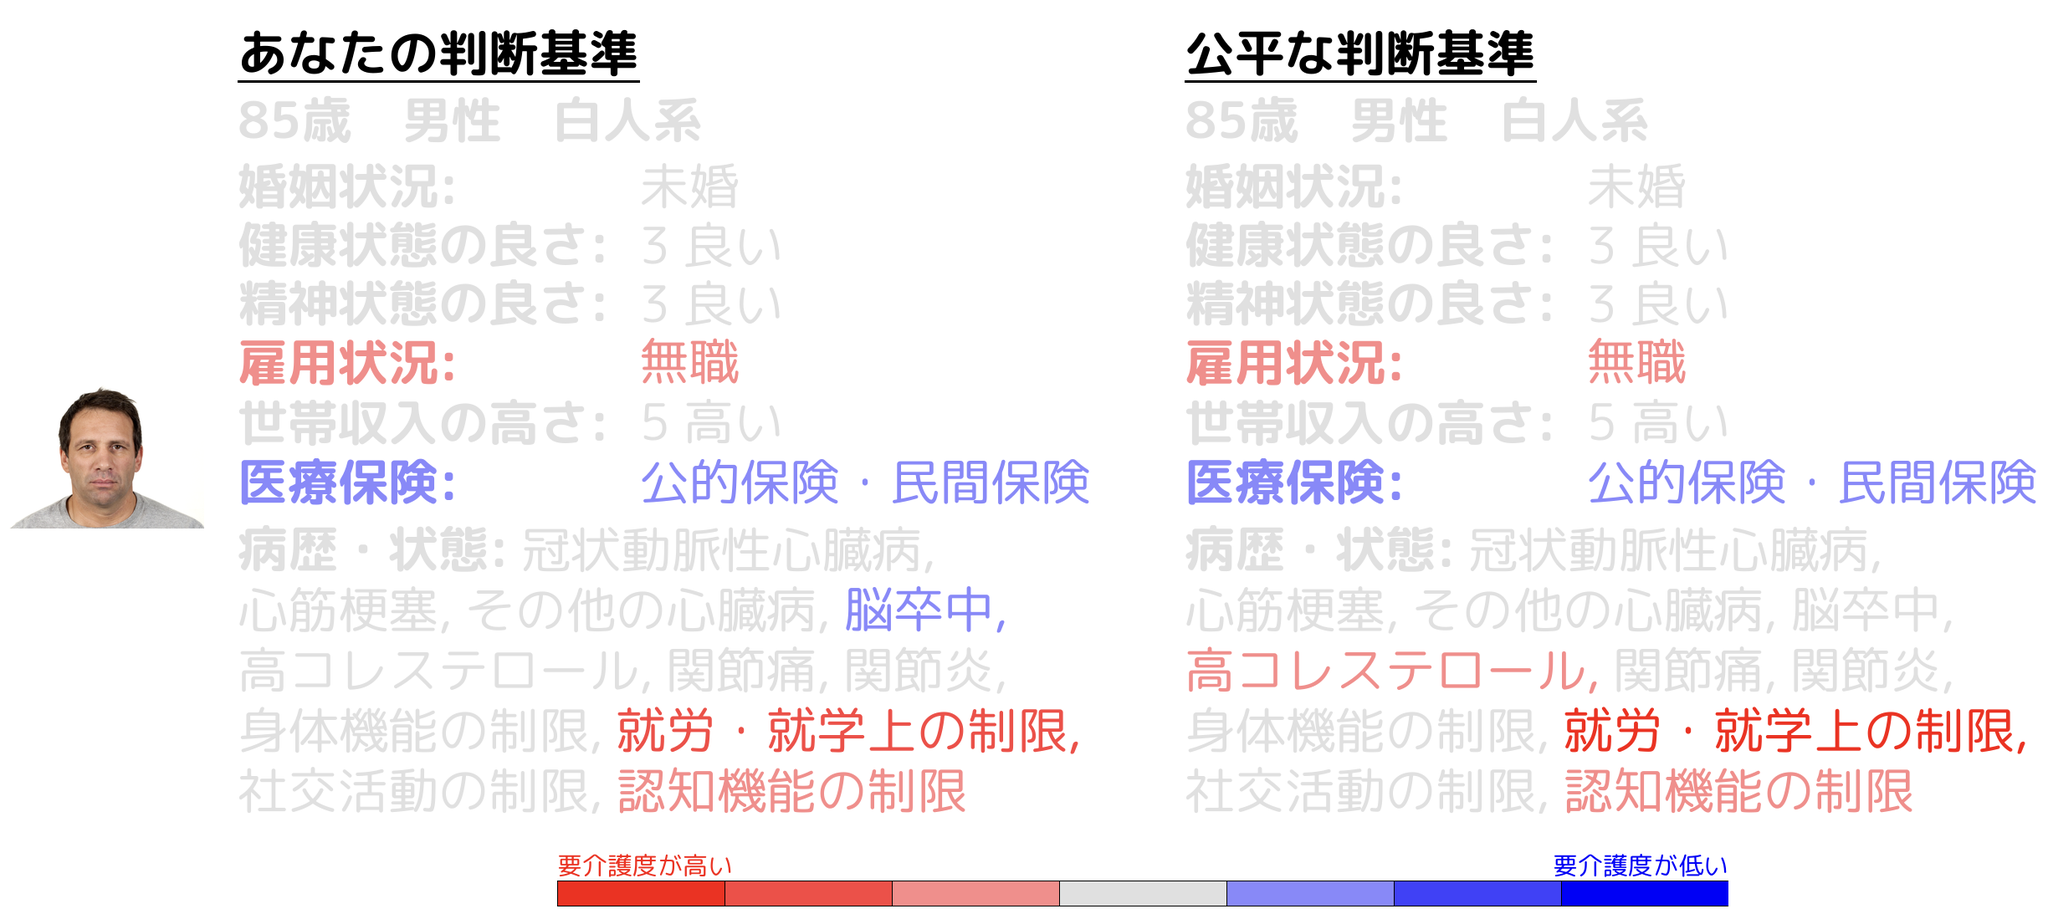 あなたの判断基準
85歳　男性　白人系
婚姻状況: 未婚
健康状態の良さ: 3 良い
精神状態の良さ: 3 良い
雇用状況: 無職
世帯収入の高さ: 5 高い
医療保険: 公的保険・民間保険
病歴・状態: 冠状動脈性心臓病,
心筋梗塞, その他の心臓病, 脳卒中,
高コレステロール, 関節痛, 関節炎,
身体機能の制限, 就労・就学上の制限,
社交活動の制限, 認知機能の制限
公平な判断基準
85歳　男性　白人系
婚姻状況: 未婚
健康状態の良さ: 3 良い
精神状態の良さ: 3 良い
雇用状況: 無職
世帯収入の高さ: 5 高い
医療保険: 公的保険・民間保険
病歴・状態: 冠状動脈性心臓病,
心筋梗塞, その他の心臓病, 脳卒中,
高コレステロール, 関節痛, 関節炎,
身体機能の制限, 就労・就学上の制限,
社交活動の制限, 認知機能の制限
要介護度が高い
要介護度が低い